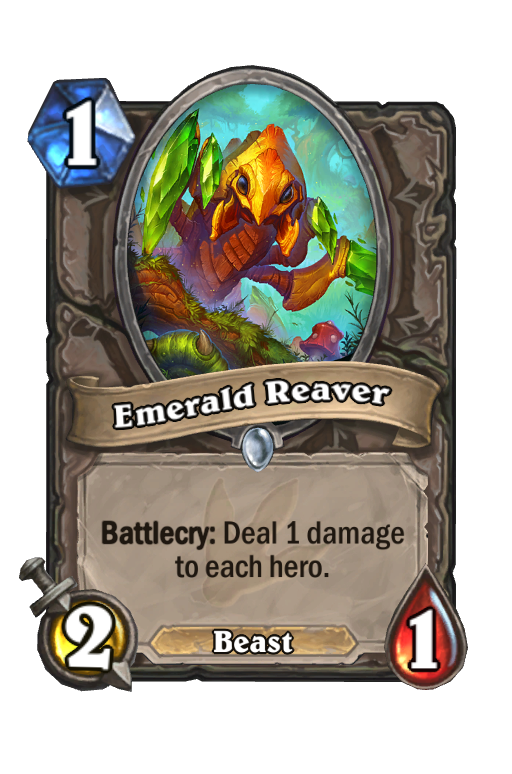 1
Emerald Reaver
Battlecry: Deal 1 damage
to each hero.
2
Beast
1